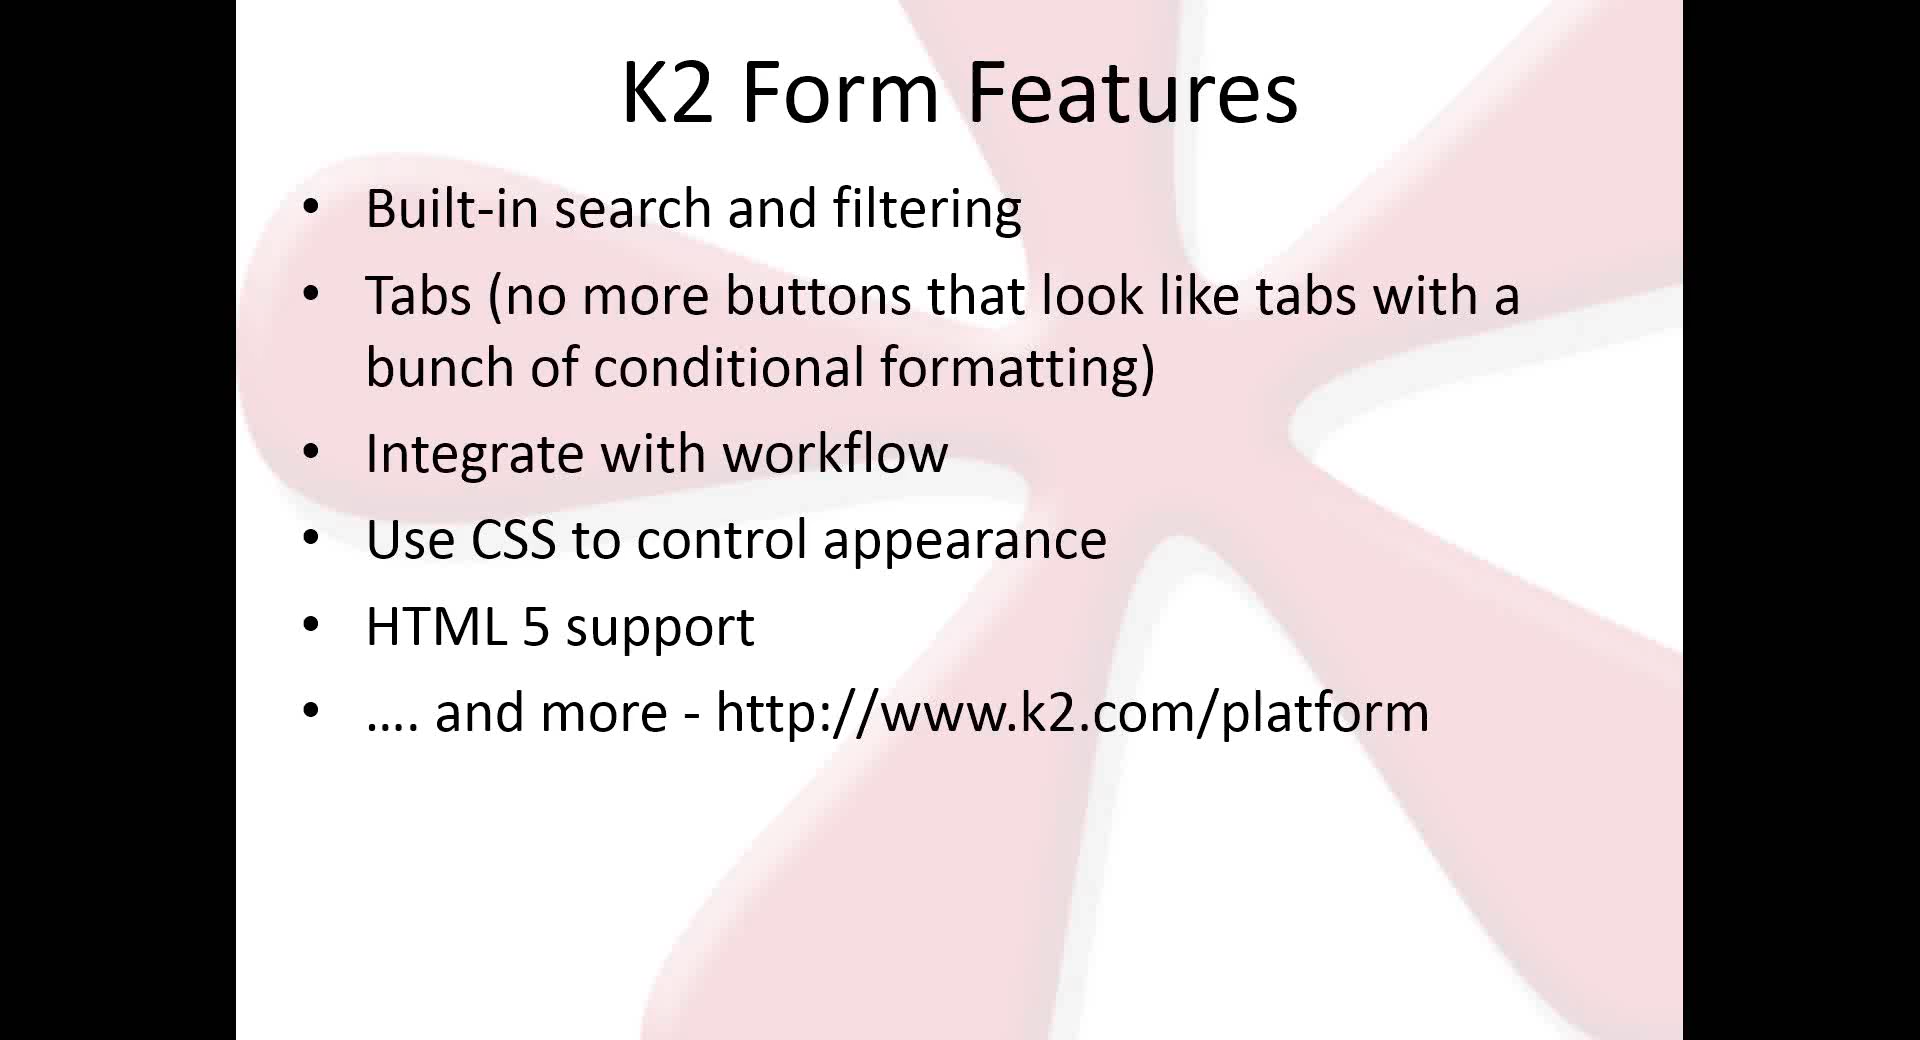 K2 Form Features
• Built-in search and filtering
• Tabs (no more buttons that look like tabs with a
bunch of conditional formatting)
• Integrate with workflow
• Use CSS to control appearance
• HTML 5 support
• .... and more - http://www.k2.com/platform